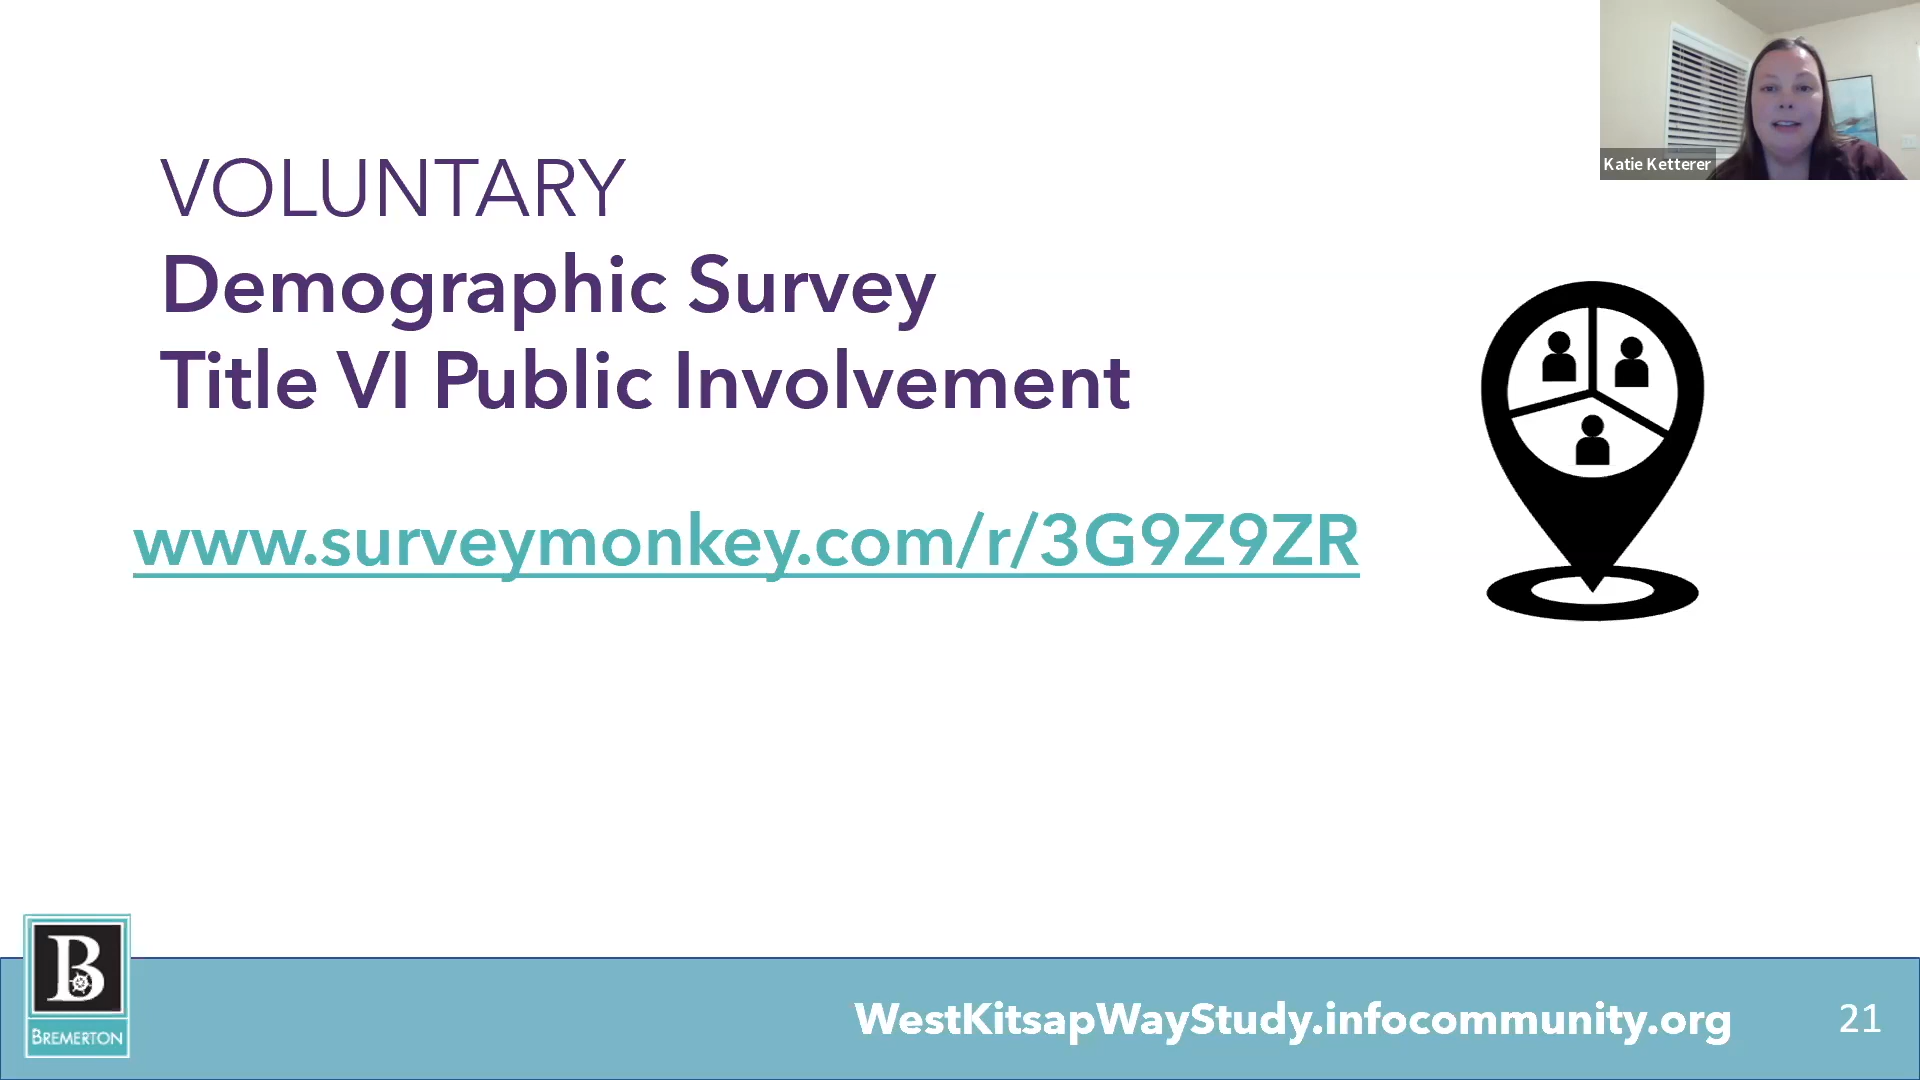 Katie Ketterer
VOLUNTARY
Demographic Survey
Title VI Public Involvement
www.surveymonkey.com/r/3G9Z9ZR
B
BREMERTON
WestKitsapWayStudy.infocommunity.org
21